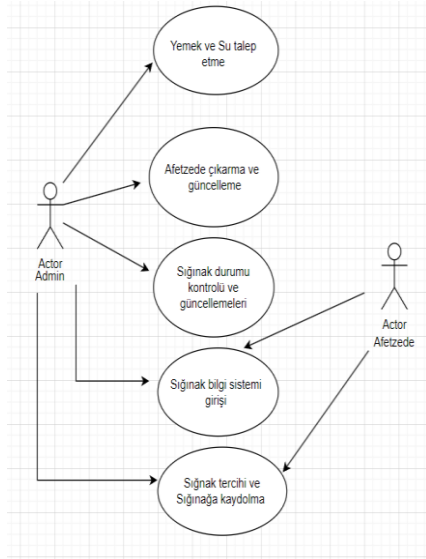 Yemek ve Su talep
etme
Afetzede çıkarma ve
güncelleme
Actor
Admin
Sığınak durumu
kontrolü ve
güncellemeleri
Actor
Afetzede
Sığınak bilgi sistemi
girişi
Sığnak tercihi ve
Sığınağa kaydolma